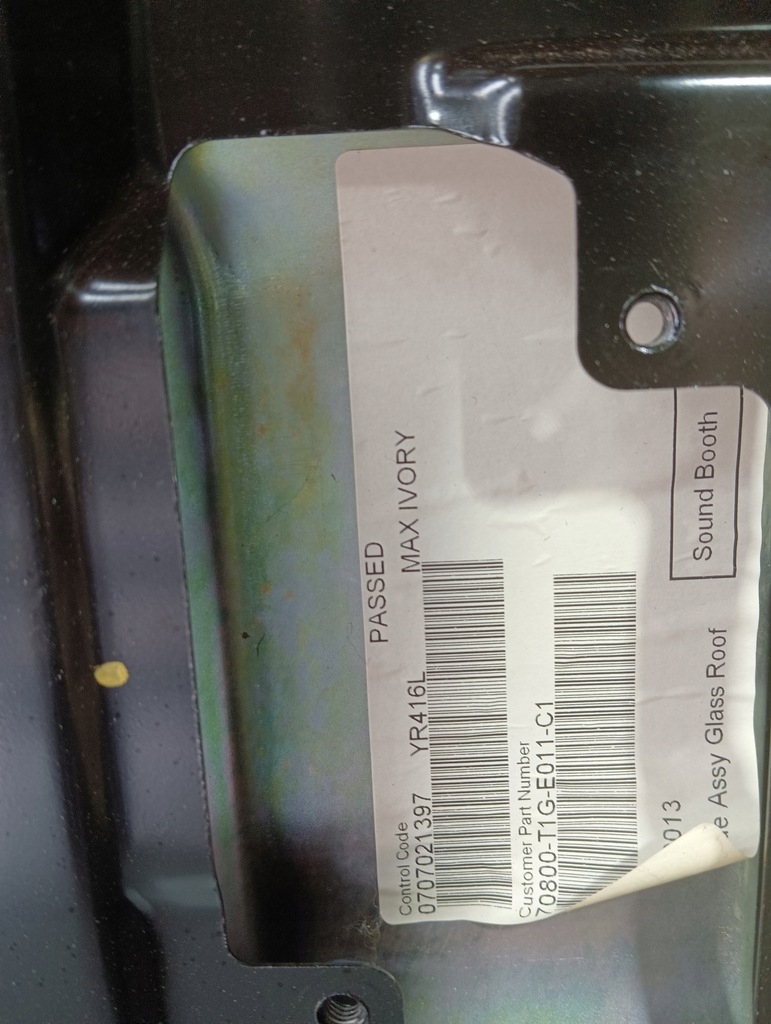 PASSED
MAX IVORY
Control Code
0707021397 YR416L
Customer Part Number
70800-T1G-E011-C1
013
Assy Glass Roof
Sound Booth